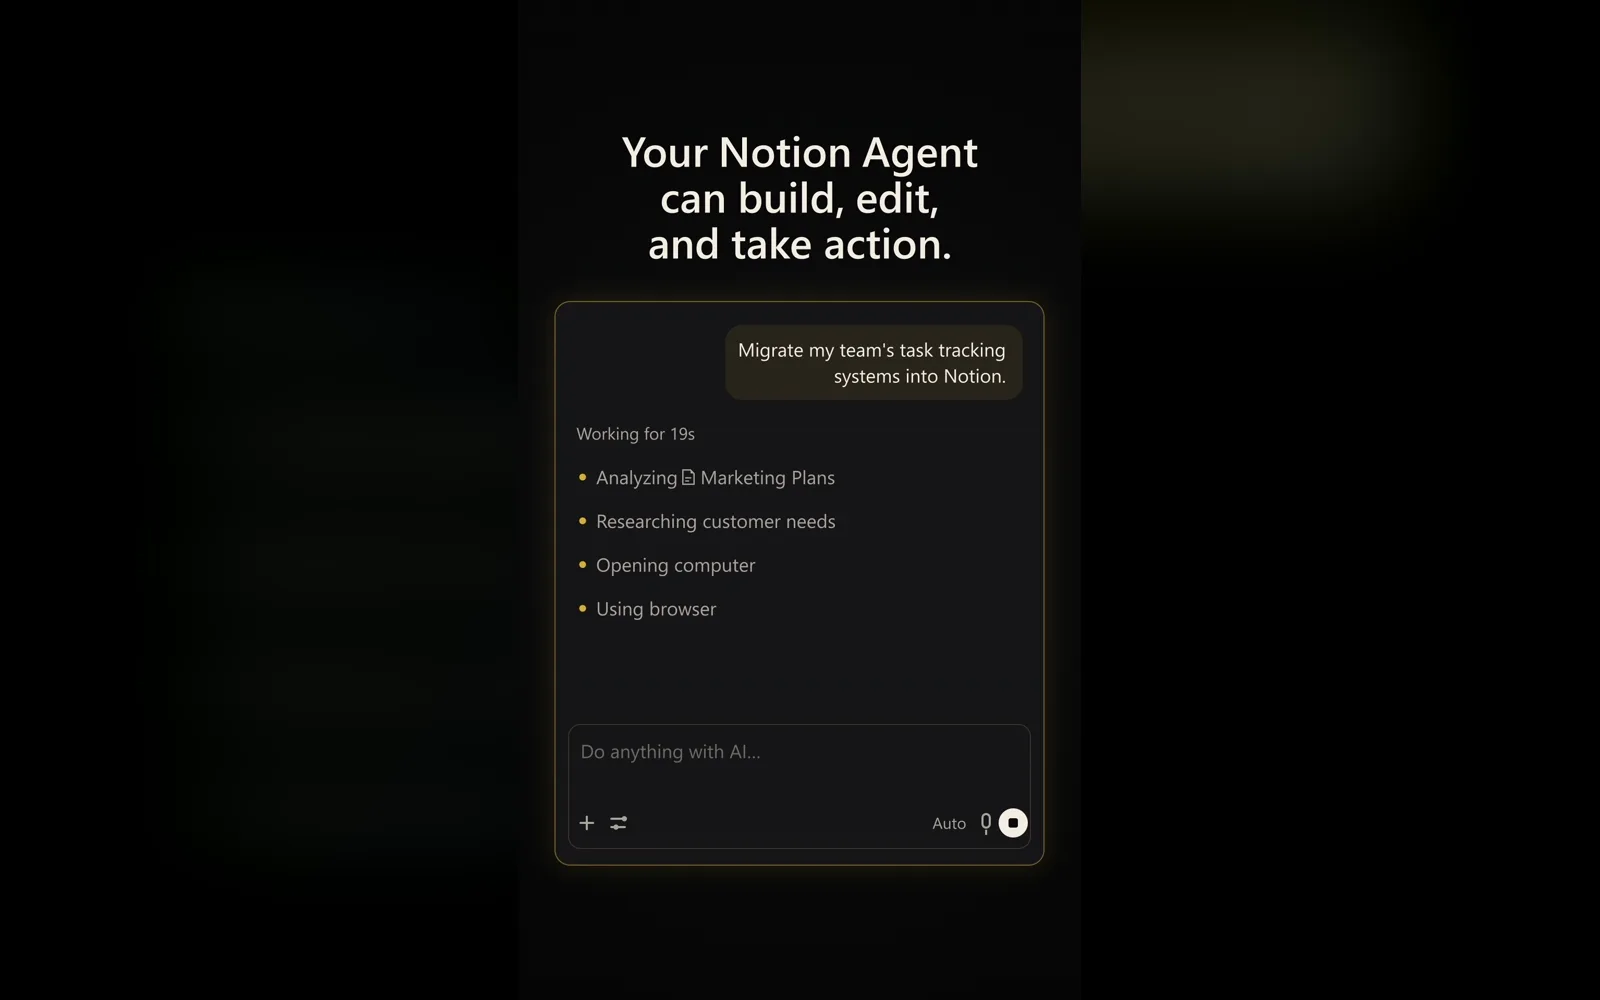 Your Notion Agent
can build, edit,
and take action.
Migrate my team's task tracking
systems into Notion.
Working for 19s
Analyzing Marketing Plans
Researching customer needs
Opening computer
Using browser
Do anything with AI...
Auto